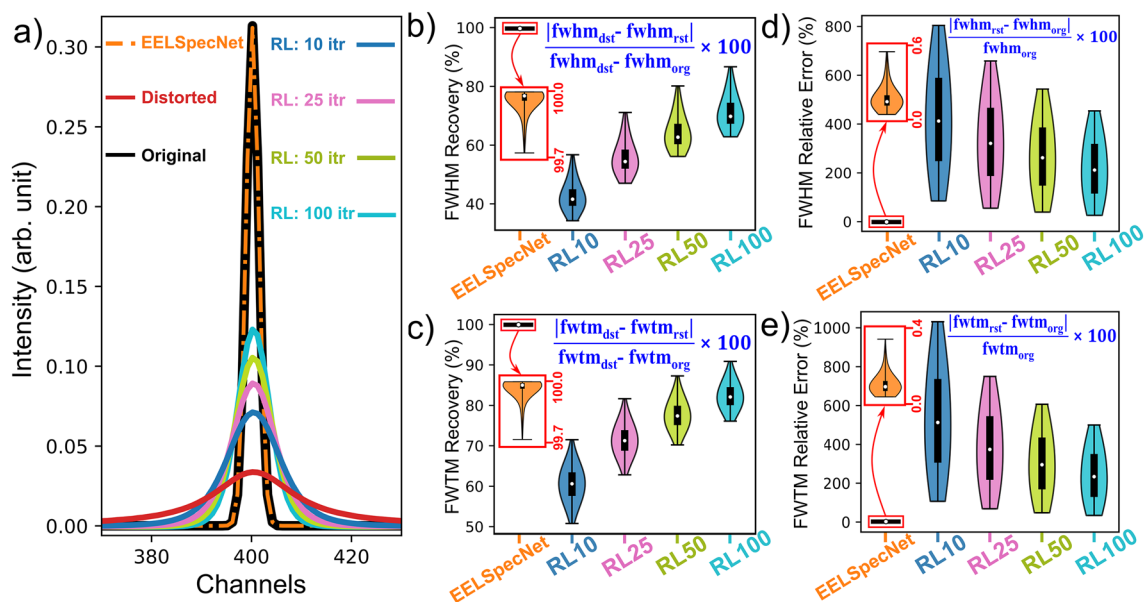 a)
EELSpecNet
Distorted
Original
RL: 10 itr
RL: 25 itr
RL: 50 itr
RL: 100 itr
Intensity (arb. unit)
0.30
0.25
0.20
0.15
0.10
0.05
0.00
380
400
420
Channels
b)
FWHM Recovery (%)
100
80
60
40
|fwhm_dst- fwhm_rst|
fwhm_dst- fwhm_org
× 100
100.0
99.7
EELSpecNet
RL10
RL25
RL50
RL100
c)
FWTM Recovery (%)
100
90
80
70
60
50
|fwtm_dst- fwtm_rst|
fwtm_dst- fwtm_org
× 100
100.0
99.7
EELSpecNet
RL10
RL25
RL50
RL100
d)
FWHM Relative Error (%)
800
600
400
200
0
|fwhm_rst- fwhm_org|
fwhm_org
× 100
0.6
0.0
EELSpecNet
RL10
RL25
RL50
RL100
e)
FWTM Relative Error (%)
1000
800
600
400
200
0
|fwtm_rst- fwtm_org|
fwtm_org
× 100
0.4
0.0
EELSpecNet
RL10
RL25
RL50
RL100